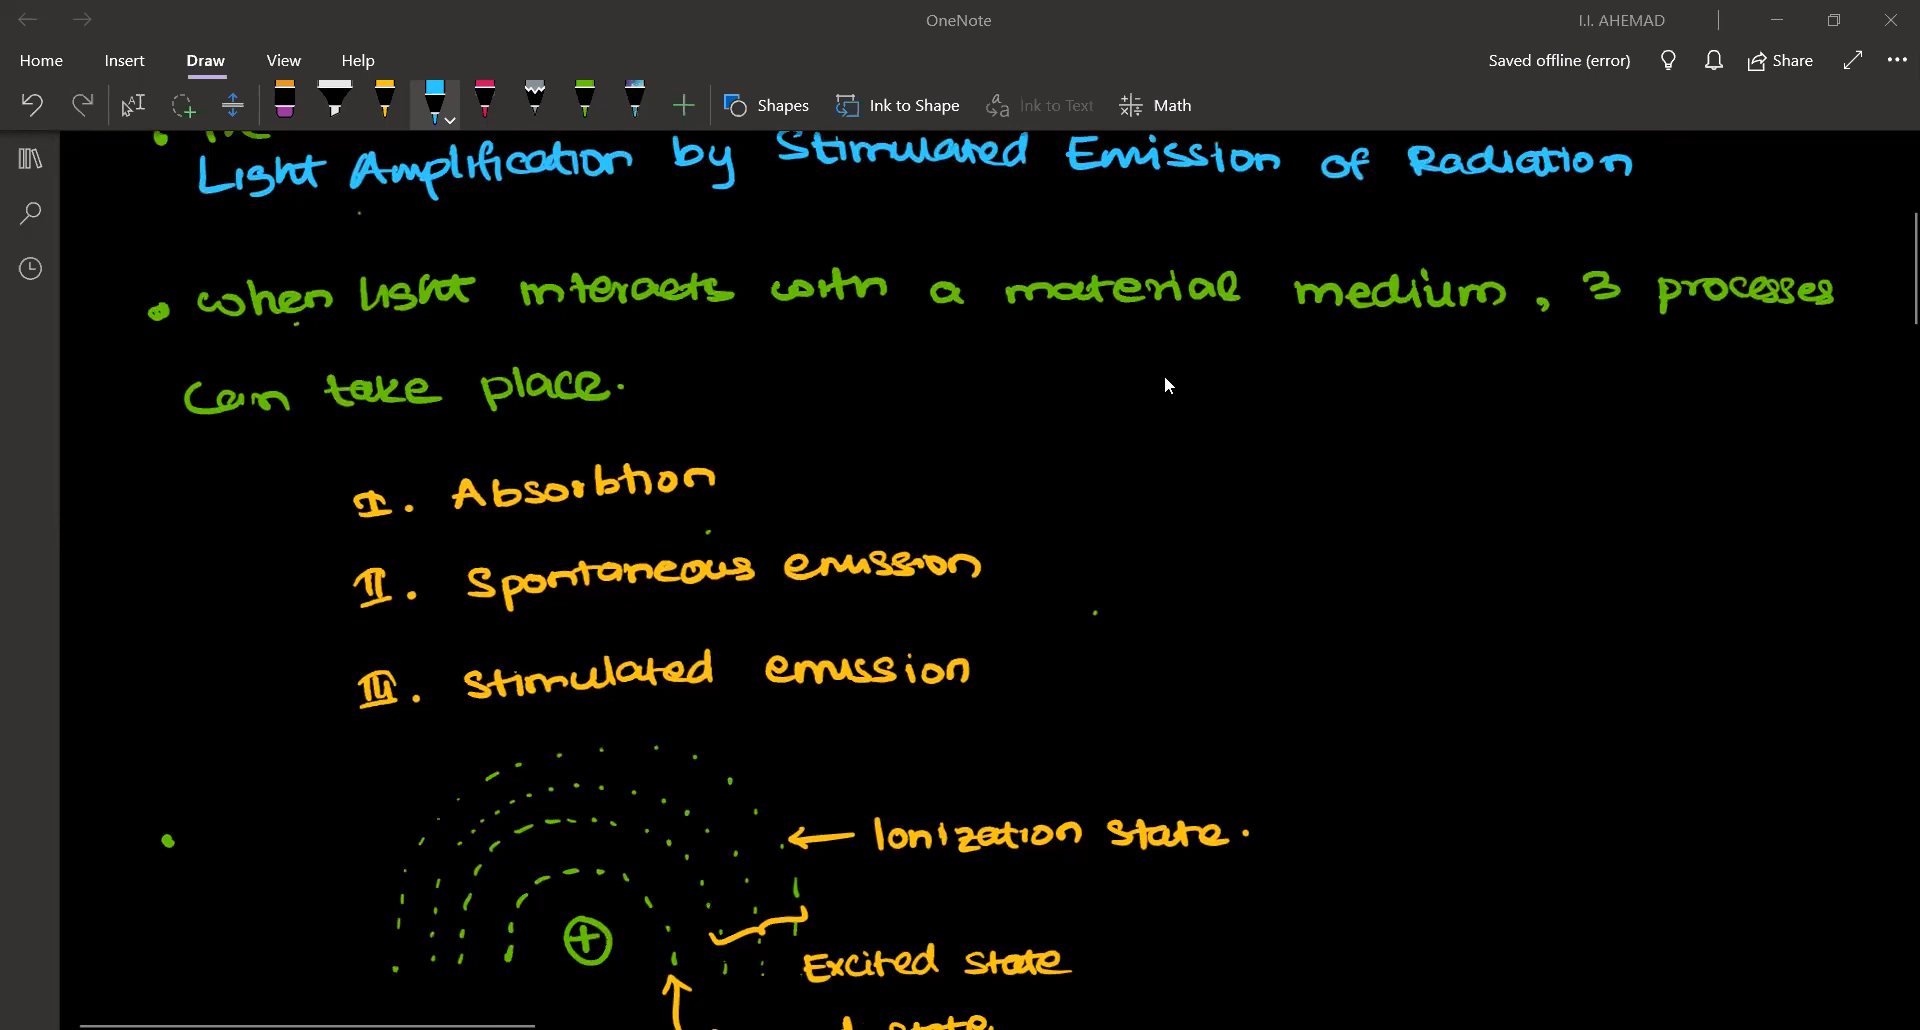 OneNote
I.I. AHEMAD
Home Insert Draw View Help
Saved offline (error) Share
Shapes Ink to Shape Ink to Text Math
Light Amplification by Stimulated Emission of Radiation
• when light interacts with a material medium, 3 processes
can take place.
I. Absorbtion
II. Spontaneous emission
III. Stimulated emission
← Ionization state.
+
Excited state
state.